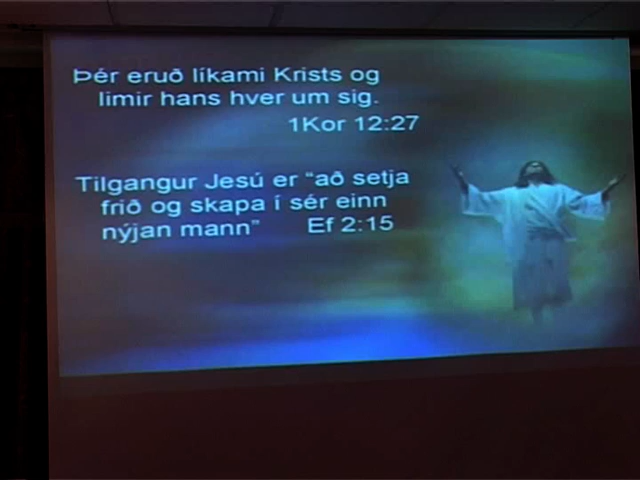 Þér eruð líkami Krists og
limir hans hver um sig.
1Kor 12:27
Tilgangur Jesú er "að setja
frið og skapa í sér einn
nýjan mann" Ef 2:15